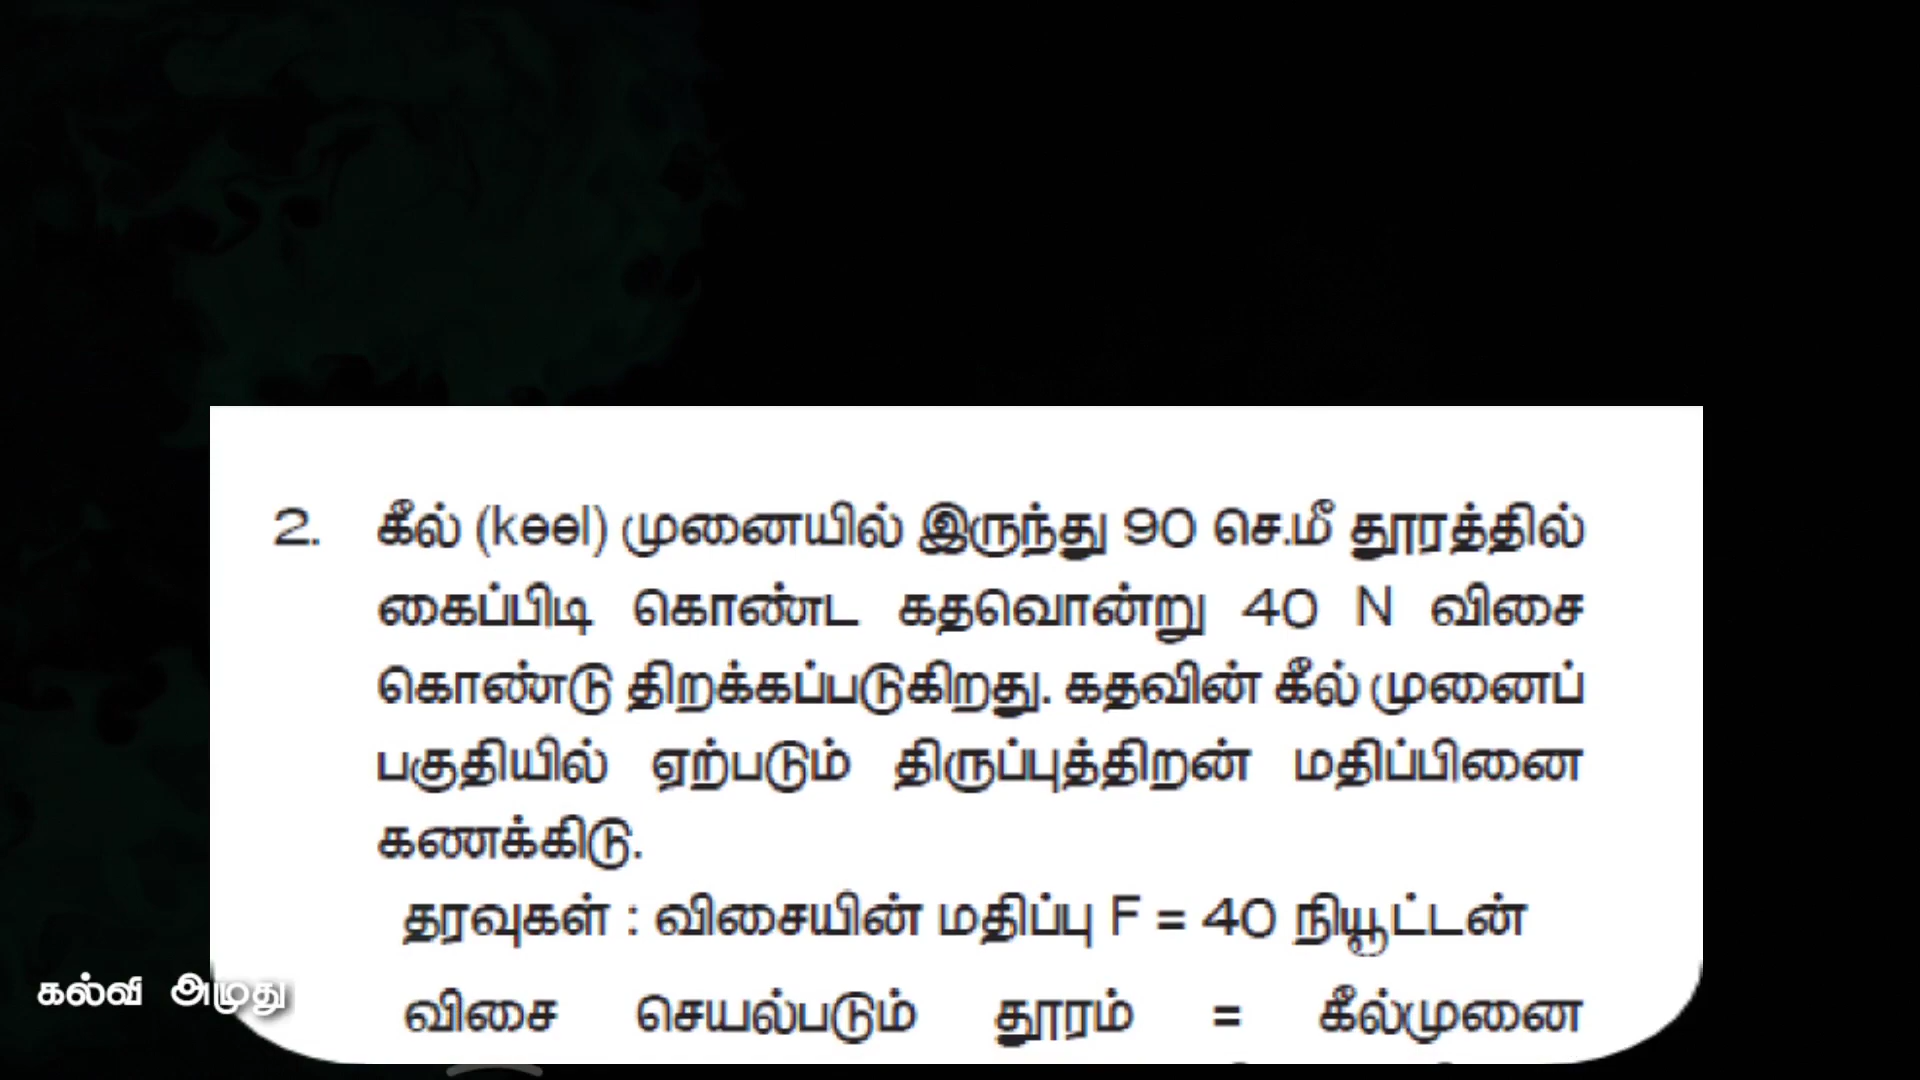 2. கீல் (keel) முனையில் இருந்து 90 செ.மீ தூரத்தில்
கைப்பிடி கொண்ட கதவொன்று 40 N விசை
கொண்டு திறக்கப்படுகிறது. கதவின் கீல் முனைப்
பகுதியில் ஏற்படும் திருப்புத்திறன் மதிப்பினை
கணக்கிடு.
தரவுகள் : விசையின் மதிப்பு F = 40 நியூட்டன்
விசை செயல்படும் தூரம் = கீல்முனை
கல்வி அமுது